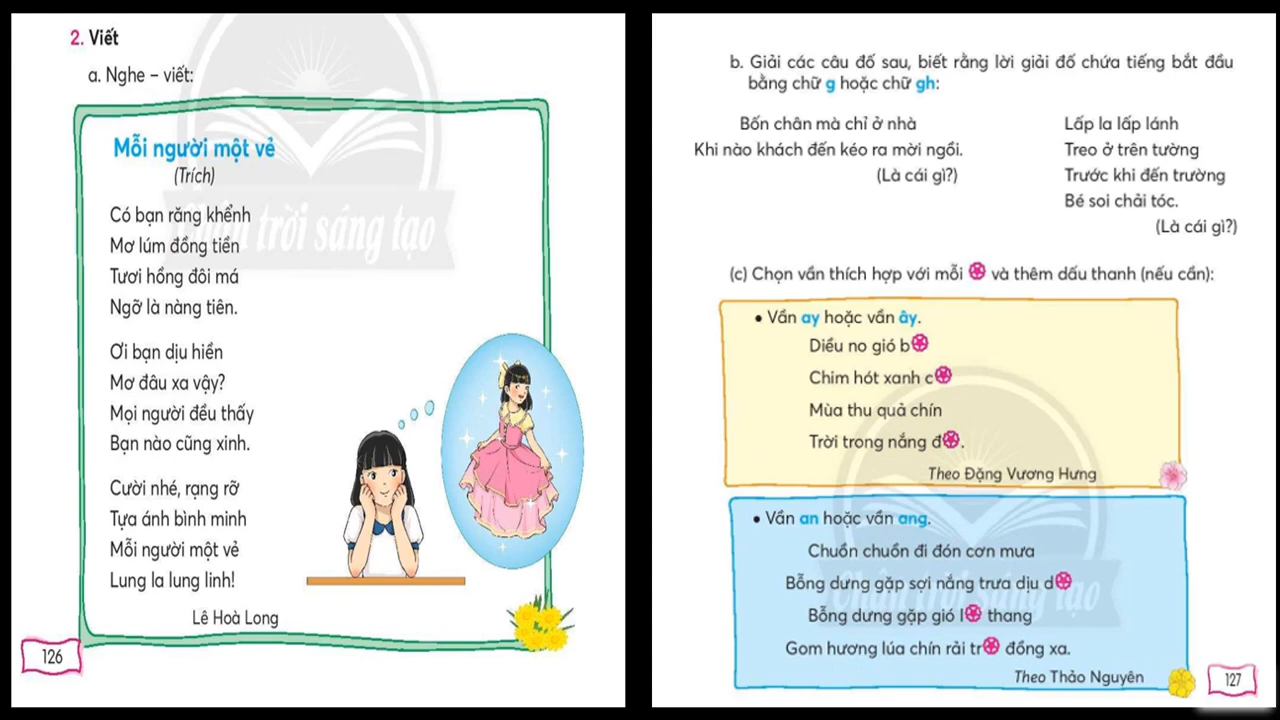 2. Viết
a. Nghe – viết:
Mỗi người một vẻ
(Trích)
Có bạn răng khểnh
Mơ lúm đồng tiền
Tươi hồng đôi má
Ngỡ là nàng tiên.
Ơi bạn dịu hiền
Mơ đâu xa vậy?
Mọi người đều thấy
Bạn nào cũng xinh.
Cười nhé, rạng rỡ
Tựa ánh bình minh
Mỗi người một vẻ
Lung la lung linh!
Lê Hoà Long
126
Chân trời sáng tạo
b. Giải các câu đố sau, biết rằng lời giải đố chứa tiếng bắt đầu
bằng chữ g hoặc chữ gh:
Bốn chân mà chỉ ở nhà
Khi nào khách đến kéo ra mời ngồi.
(Là cái gì?)
Lấp la lấp lánh
Treo ở trên tường
Trước khi đến trường
Bé soi chải tóc.
(Là cái gì?)
(c) Chọn vần thích hợp với mỗi và thêm dấu thanh (nếu cần):
• Vần ay hoặc vần ây.
Diều no gió b
Chim hót xanh c
Mùa thu quả chín
Trời trong nắng đ .
Theo Đặng Vương Hưng
• Vần an hoặc vần ang.
Chuồn chuồn đi đón cơn mưa
Bỗng dưng gặp sợi nắng trưa dịu d
Bỗng dưng gặp gió l thang
Gom hương lúa chín rải tr đồng xa.
Theo Thảo Nguyên
127
Chân trời sáng tạo